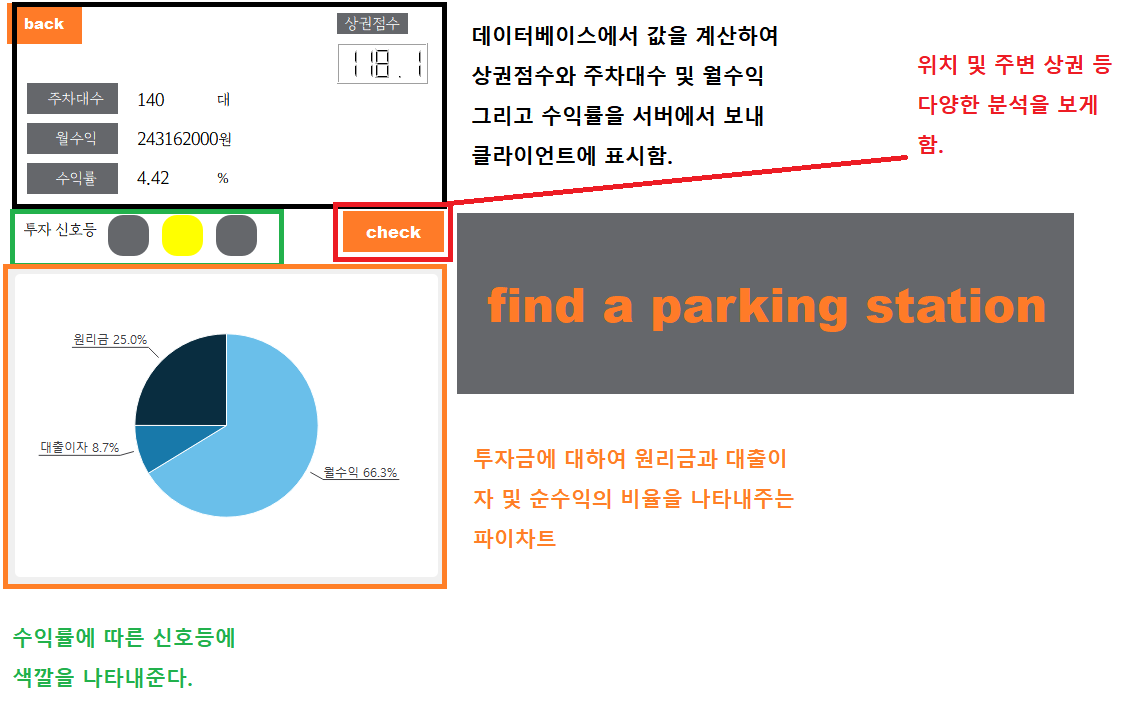 back
상권점수
118.1
주차대수 140 대
월수익 243162000원
수익률 4.42 %
데이터베이스에서 값을 계산하여
상권점수와 주차대수 및 월수익
그리고 수익률을 서버에서 보내
클라이언트에 표시함.
위치 및 주변 상권 등
다양한 분석을 보게
함.
투자 신호등
check
find a parking station
원리금 25.0%
대출이자 8.7%
월수익 66.3%
투자금에 대하여 원리금과 대출이
자 및 순수익의 비율을 나타내주는
파이차트
수익률에 따른 신호등에
색깔을 나타내준다.